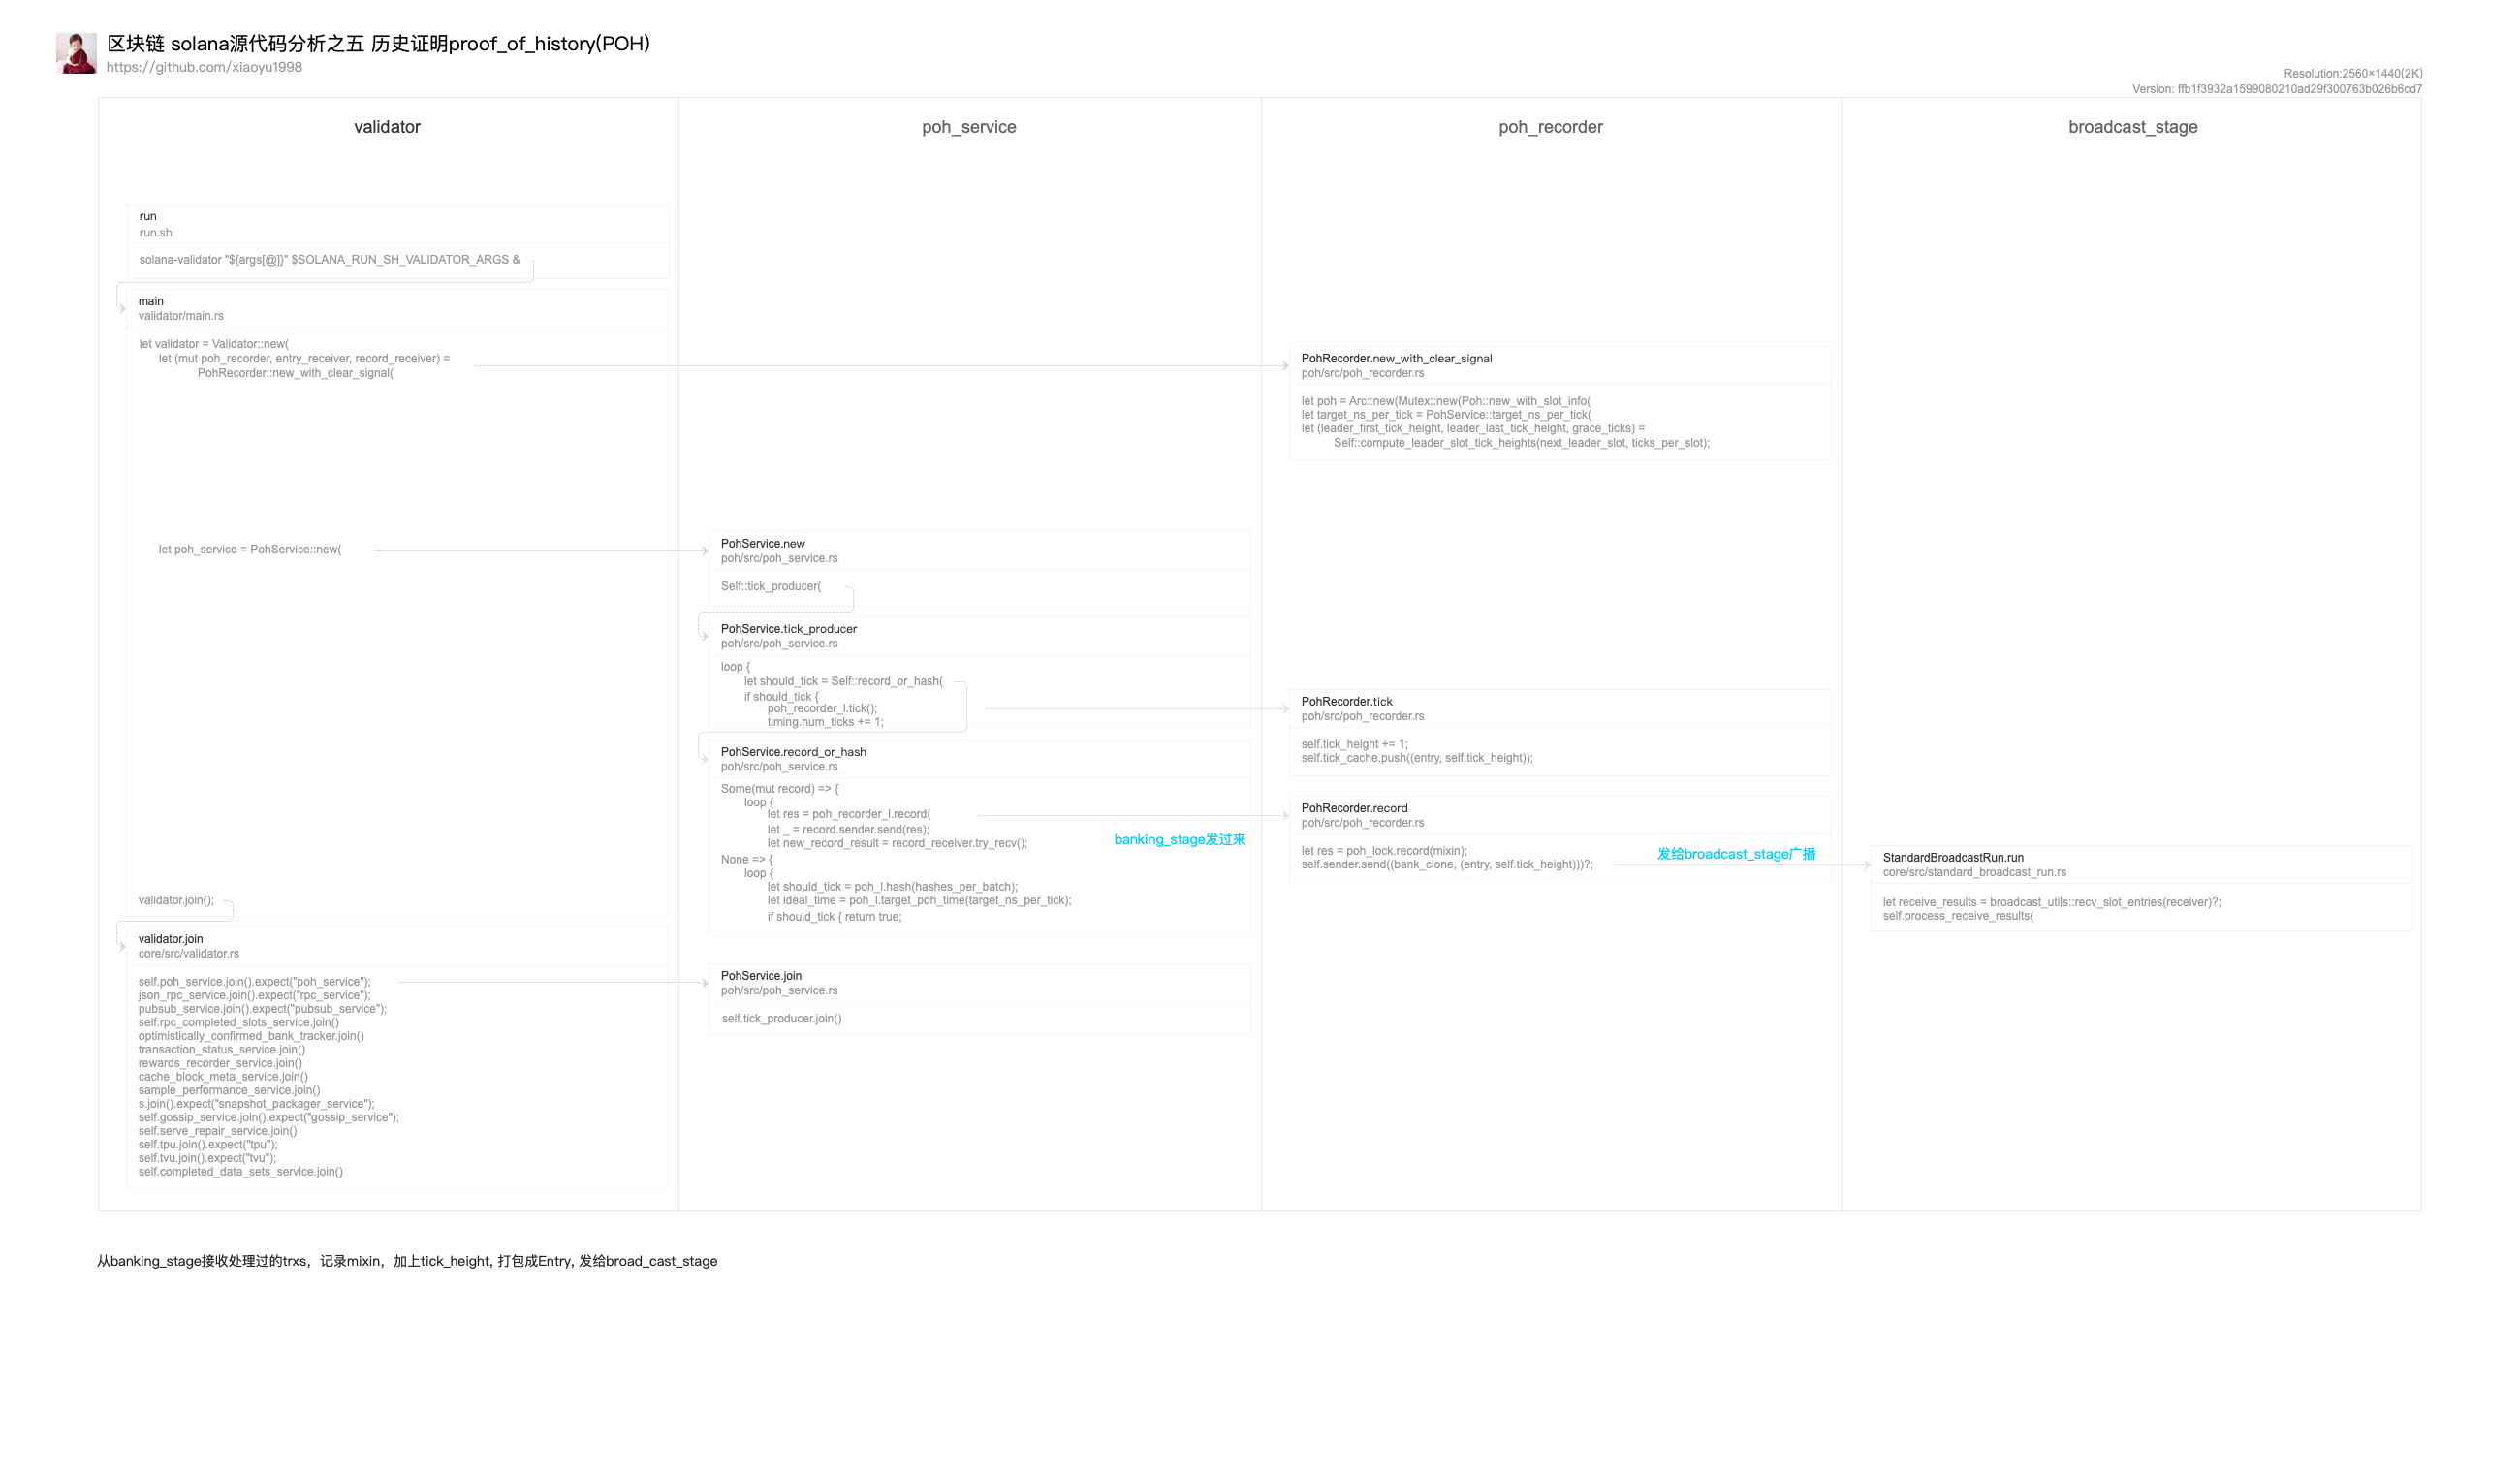 区块链 solana源代码分析之五 历史证明proof_of_history(POH)
https://github.com/xiaoyu1998
Resolution:2560×1440(2K)
Version: ffb1f3932a1599080210ad29f300763b026b6cd7
validator
run
run.sh
solana-validator "${args[@]}" $SOLANA_RUN_SH_VALIDATOR_ARGS &
main
validator/main.rs
let validator = Validator::new(
let (mut poh_recorder, entry_receiver, record_receiver) =
PohRecorder::new_with_clear_signal(
let poh_service = PohService::new(
validator.join();
validator.join
core/src/validator.rs
self.poh_service.join().expect("poh_service");
json_rpc_service.join().expect("rpc_service");
pubsub_service.join().expect("pubsub_service");
self.rpc_completed_slots_service.join()
optimistically_confirmed_bank_tracker.join()
transaction_status_service.join()
rewards_recorder_service.join()
cache_block_meta_service.join()
sample_performance_service.join()
s.join().expect("snapshot_packager_service");
self.gossip_service.join().expect("gossip_service");
self.serve_repair_service.join()
self.tpu.join().expect("tpu");
self.tvu.join().expect("tvu");
self.completed_data_sets_service.join()
poh_service
PohService.new
poh/src/poh_service.rs
Self::tick_producer(
PohService.tick_producer
poh/src/poh_service.rs
loop {
let should_tick = Self::record_or_hash(
if should_tick {
poh_recorder_l.tick();
timing.num_ticks += 1;
PohService.record_or_hash
poh/src/poh_service.rs
Some(mut record) => {
loop {
let res = poh_recorder_l.record(
let _ = record.sender.send(res);
let new_record_result = record_receiver.try_recv();
banking_stage发过来
None => {
loop {
let should_tick = poh_l.hash(hashes_per_batch);
let ideal_time = poh_l.target_poh_time(target_ns_per_tick);
if should_tick { return true;
PohService.join
poh/src/poh_service.rs
self.tick_producer.join()
poh_recorder
PohRecorder.new_with_clear_signal
poh/src/poh_recorder.rs
let poh = Arc::new(Mutex::new(Poh::new_with_slot_info(
let target_ns_per_tick = PohService::target_ns_per_tick(
let (leader_first_tick_height, leader_last_tick_height, grace_ticks) =
Self::compute_leader_slot_tick_heights(next_leader_slot, ticks_per_slot);
PohRecorder.tick
poh/src/poh_recorder.rs
self.tick_height += 1;
self.tick_cache.push((entry, self.tick_height));
PohRecorder.record
poh/src/poh_recorder.rs
let res = poh_lock.record(mixin);
self.sender.send((bank_clone, (entry, self.tick_height)))?;
发给broadcast_stage广播
broadcast_stage
StandardBroadcastRun.run
core/src/standard_broadcast_run.rs
let receive_results = broadcast_utils::recv_slot_entries(receiver)?;
self.process_receive_results(
从banking_stage接收处理过的trxs，记录mixin，加上tick_height, 打包成Entry, 发给broad_cast_stage